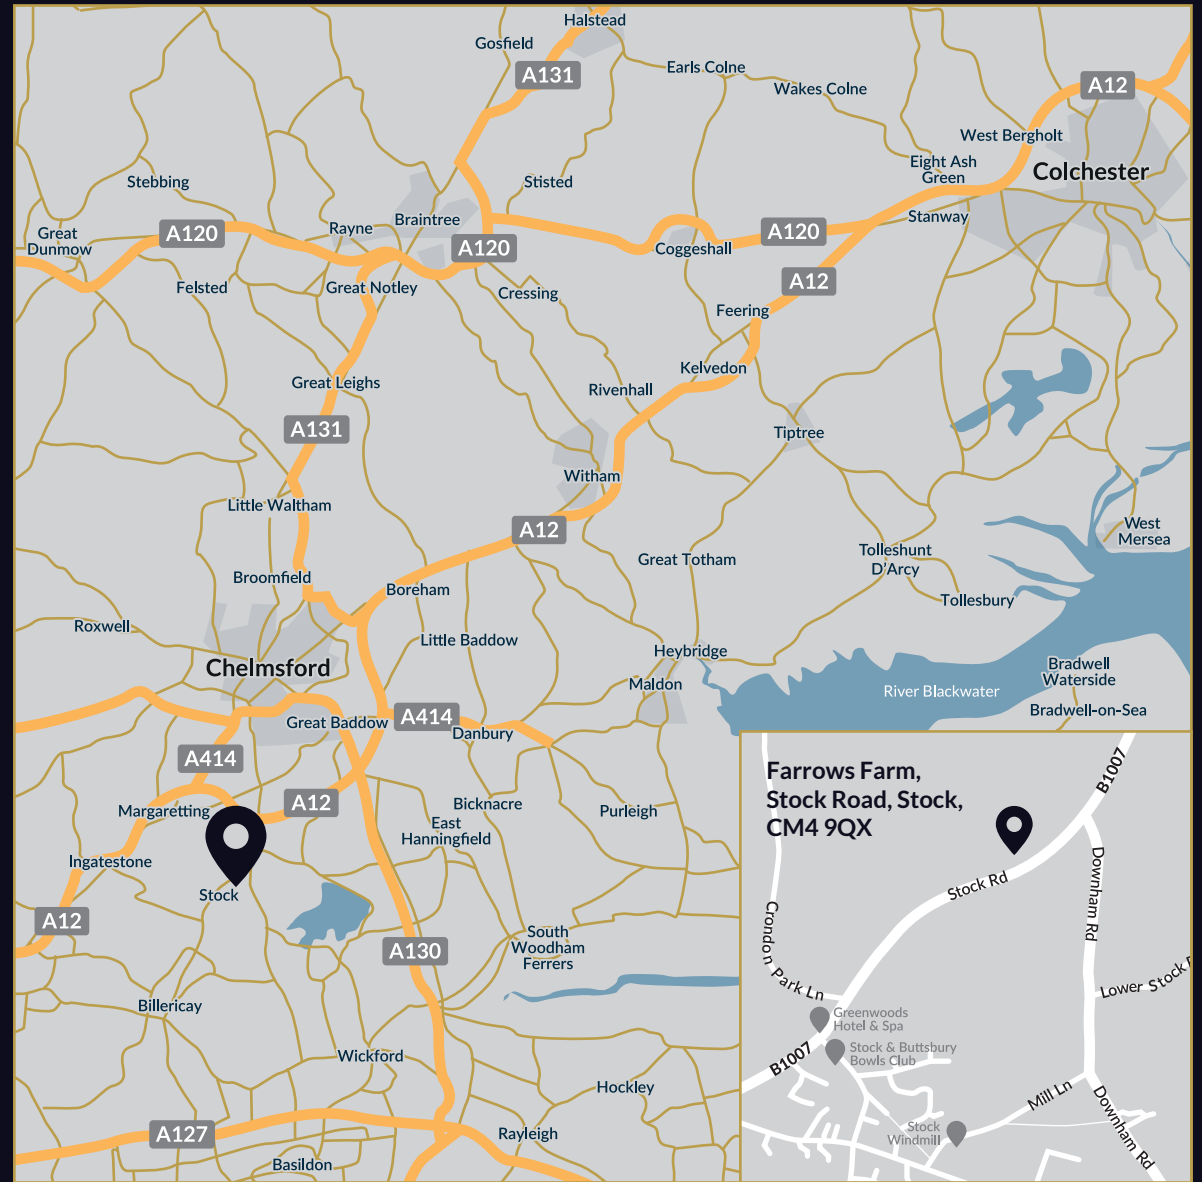 Halstead
Gosfield
A131
Earls Colne
Wakes Colne
A12
West Bergholt
Eight Ash
Green
Colchester
Stebbing
Stisted
Stanway
Great
Dunmow
A120
Rayne
Braintree
A120
Coggeshall
A120
Felsted
Great Notley
Cressing
A12
Feering
Great Leighs
Rivenhall
Kelvedon
A131
Tiptree
Witham
Little Waltham
A12
West
Mersea
Broomfield
Boreham
Great Totham
Tolleshunt
D'Arcy
Tollesbury
Roxwell
Little Baddow
Heybridge
Chelmsford
Maldon
River Blackwater
Bradwell
Waterside
Bradwell-on-Sea
Great Baddow
A414
Danbury
A414
Margaretting
A12
Bicknacre
East
Hanningfield
Purleigh
Ingatestone
Stock
A12
A130
South
Woodham
Ferrers
Billericay
Wickford
Hockley
A127
Rayleigh
Basildon
Farrows Farm,
Stock Road, Stock,
CM4 9QX
B1007
Stock Rd
Downham Rd
Crondon Park Ln
Lower Stock R
Greenwoods
Hotel & Spa
B1007
Stock & Buttsbury
Bowls Club
Mill Ln
Stock
Windmill
Downham Rd